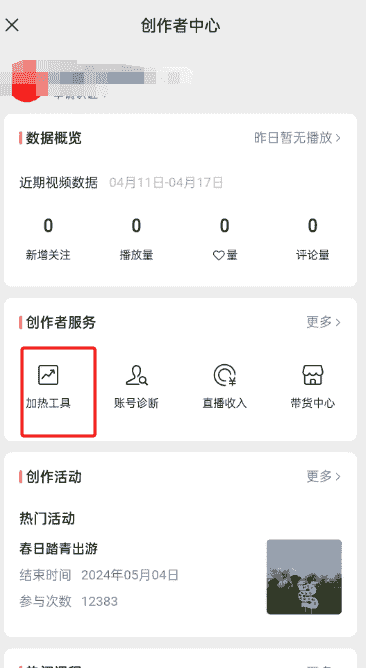 创作者中心
数据概览 昨日暂无播放 >
近期视频数据 04月11日-04月17日
0 0 0 0
新增关注 播放量 ♡量 评论量
创作者服务 更多 >
加热工具 账号诊断 直播收入 带货中心
创作活动 更多 >
热门活动
春日踏青出游
结束时间 2024年05月04日
参与次数 12383